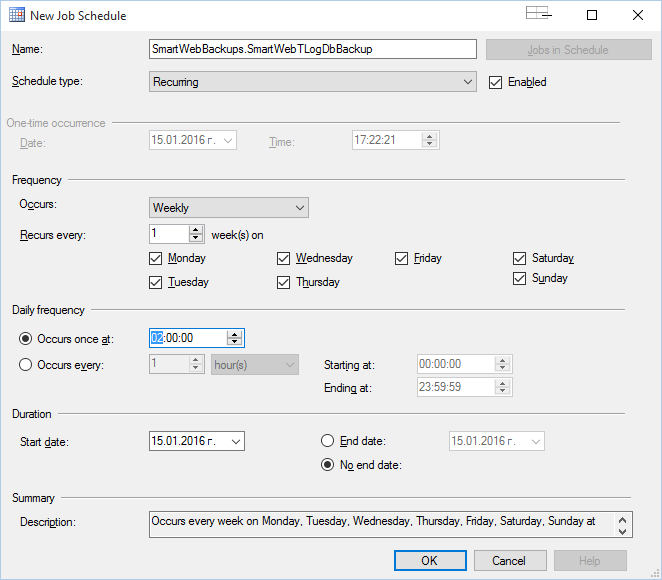 New Job Schedule
Name: SmartWebBackups.SmartWebTLogDbBackup Jobs in Schedule
Schedule type: Recurring Enabled
One-time occurrence
Date: 15.01.2016 г. Time: 17:22:21
Frequency
Occurs: Weekly
Recurs every: 1 week(s) on
Monday Wednesday Friday Saturday
Tuesday Thursday Sunday
Daily frequency
Occurs once at: 02:00:00
Occurs every: 1 hour(s) Starting at: 00:00:00
Ending at: 23:59:59
Duration
Start date: 15.01.2016 г. End date: 15.01.2016 г.
No end date:
Summary
Description: Occurs every week on Monday, Tuesday, Wednesday, Thursday, Friday, Saturday, Sunday at
OK Cancel Help